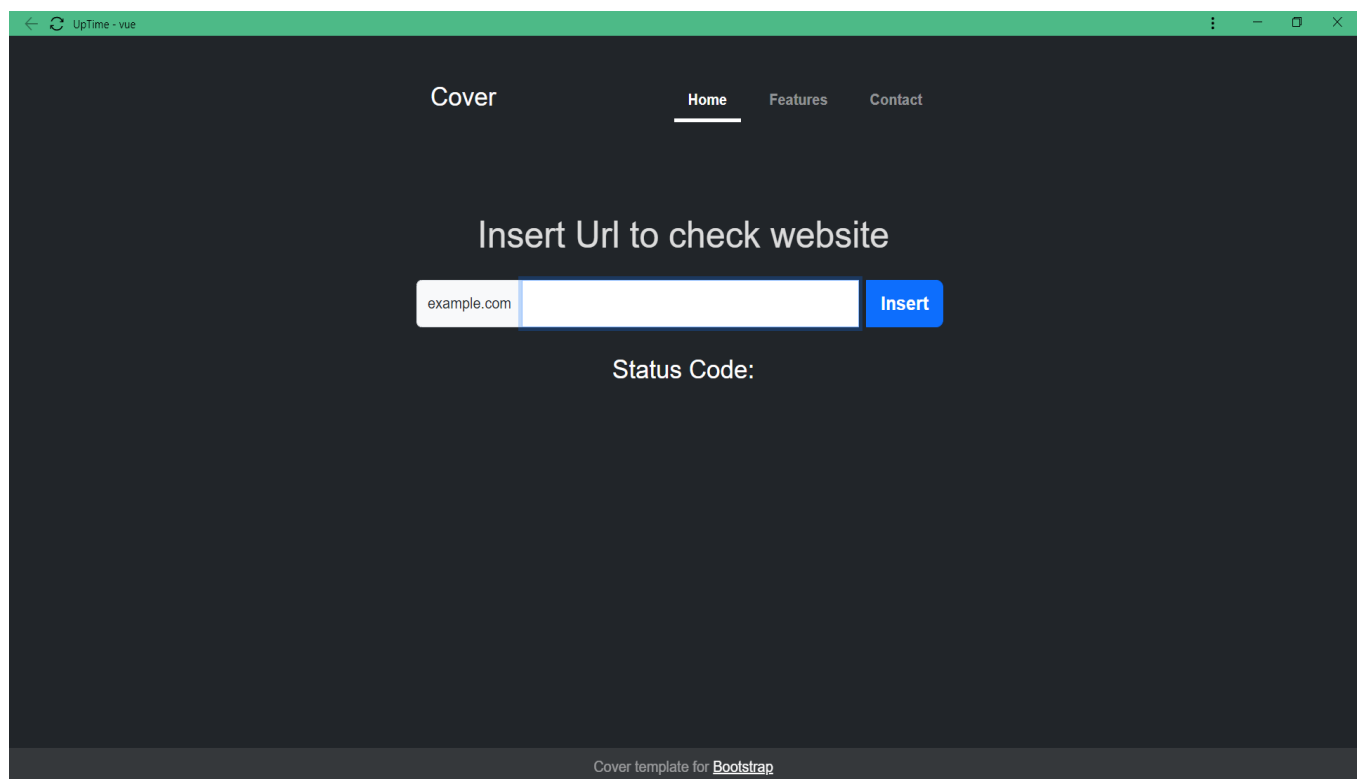 UpTime - vue
Cover
Home Features Contact
Insert Url to check website
example.com Insert
Status Code:
Cover template for Bootstrap